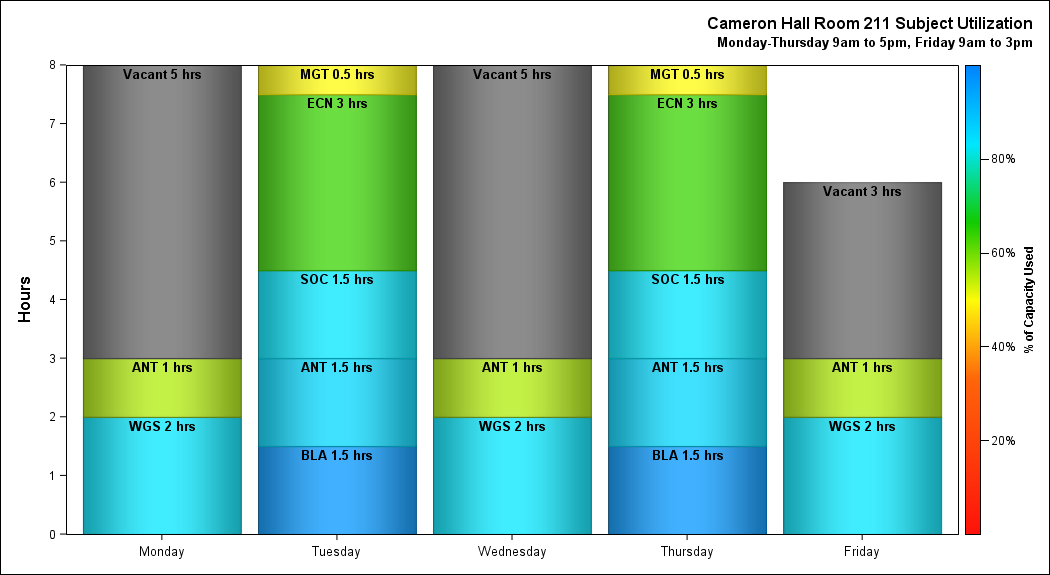 Cameron Hall Room 211 Subject Utilization
Monday-Thursday 9am to 5pm, Friday 9am to 3pm
Hours
8
7
6
5
4
3
2
1
0
Vacant 5 hrs
ANT 1 hrs
WGS 2 hrs
MGT 0.5 hrs
ECN 3 hrs
SOC 1.5 hrs
ANT 1.5 hrs
BLA 1.5 hrs
Vacant 5 hrs
ANT 1 hrs
WGS 2 hrs
MGT 0.5 hrs
ECN 3 hrs
SOC 1.5 hrs
ANT 1.5 hrs
BLA 1.5 hrs
Vacant 3 hrs
ANT 1 hrs
WGS 2 hrs
Monday
Tuesday
Wednesday
Thursday
Friday
80%
60%
40%
20%
% of Capacity Used